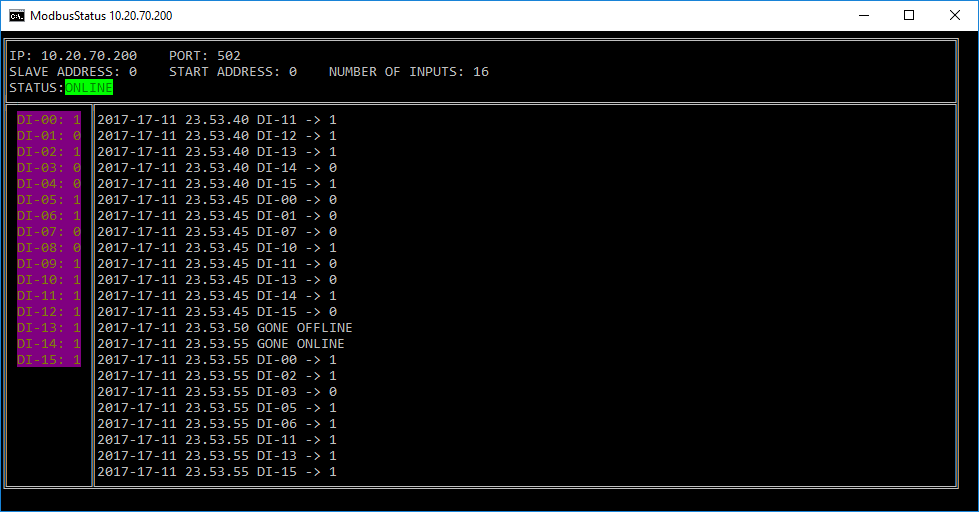 ModbusStatus 10.20.70.200
IP: 10.20.70.200 PORT: 502
SLAVE ADDRESS: 0 START ADDRESS: 0 NUMBER OF INPUTS: 16
STATUS:ONLINE
DI-00: 1
DI-01: 0
DI-02: 1
DI-03: 0
DI-04: 0
DI-05: 1
DI-06: 1
DI-07: 0
DI-08: 0
DI-09: 1
DI-10: 1
DI-11: 1
DI-12: 1
DI-13: 1
DI-14: 1
DI-15: 1
2017-17-11 23.53.40 DI-11 -> 1
2017-17-11 23.53.40 DI-12 -> 1
2017-17-11 23.53.40 DI-13 -> 1
2017-17-11 23.53.40 DI-14 -> 0
2017-17-11 23.53.40 DI-15 -> 1
2017-17-11 23.53.45 DI-00 -> 0
2017-17-11 23.53.45 DI-01 -> 0
2017-17-11 23.53.45 DI-07 -> 0
2017-17-11 23.53.45 DI-10 -> 1
2017-17-11 23.53.45 DI-11 -> 0
2017-17-11 23.53.45 DI-13 -> 0
2017-17-11 23.53.45 DI-14 -> 1
2017-17-11 23.53.45 DI-15 -> 0
2017-17-11 23.53.50 GONE OFFLINE
2017-17-11 23.53.55 GONE ONLINE
2017-17-11 23.53.55 DI-00 -> 1
2017-17-11 23.53.55 DI-02 -> 1
2017-17-11 23.53.55 DI-03 -> 0
2017-17-11 23.53.55 DI-05 -> 1
2017-17-11 23.53.55 DI-06 -> 1
2017-17-11 23.53.55 DI-11 -> 1
2017-17-11 23.53.55 DI-13 -> 1
2017-17-11 23.53.55 DI-15 -> 1